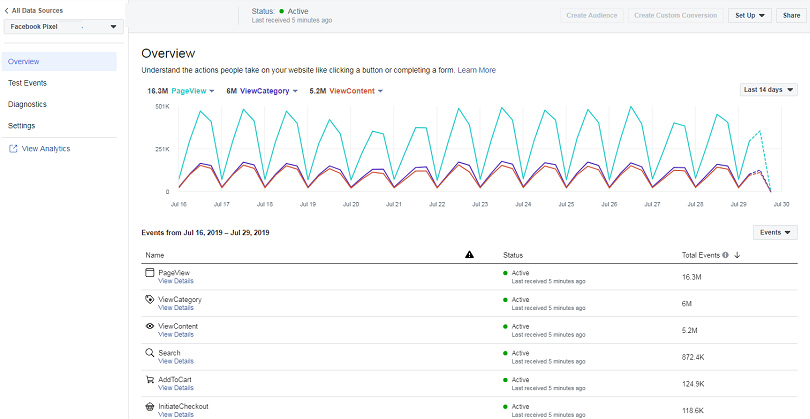 All Data Sources
Facebook Pixel
Status: Active
Last received 5 minutes ago
Create Audience
Create Custom Conversion
Set Up
Share
Overview
Test Events
Diagnostics
Settings
View Analytics
Overview
Understand the actions people take on your website like clicking a button or completing a form. Learn More
16.3M PageView 6M ViewCategory 5.2M ViewContent
Last 14 days
501K
251K
0
Jul 16 Jul 17 Jul 18 Jul 19 Jul 20 Jul 21 Jul 22 Jul 23 Jul 24 Jul 25 Jul 26 Jul 27 Jul 28 Jul 29 Jul 30
Events from Jul 16, 2019 – Jul 29, 2019
Events
Name Status Total Events
PageView Active 16.3M
View Details Last received 5 minutes ago
ViewCategory Active 6M
View Details Last received 5 minutes ago
ViewContent Active 5.2M
View Details Last received 5 minutes ago
Search Active 872.4K
View Details Last received 5 minutes ago
AddToCart Active 124.9K
View Details Last received 5 minutes ago
InitiateCheckout Active 118.6K
View Details Last received 5 minutes ago